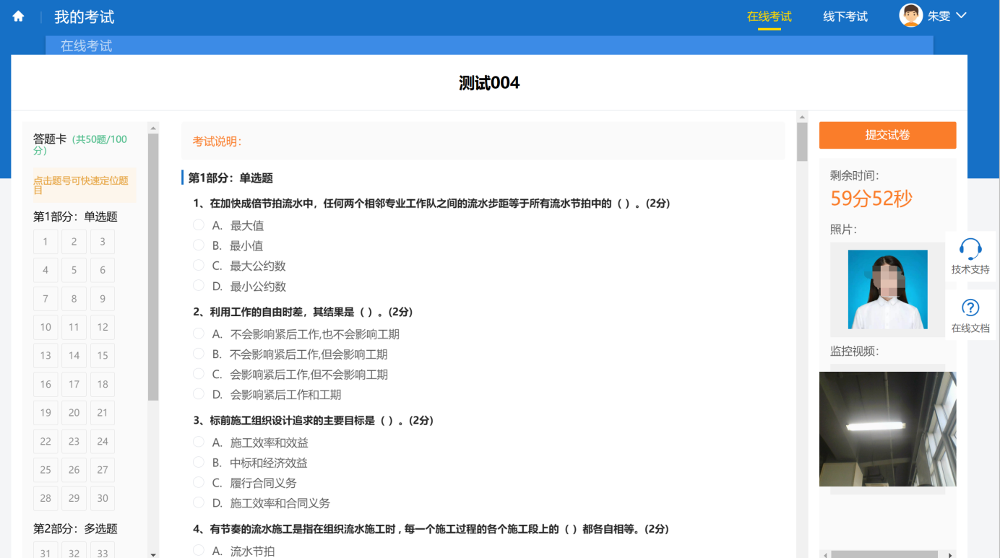 我的考试
在线考试
线下考试
朱雯
在线考试
测试004
答题卡 (共50题/100
分)
点击题号可快速定位题
目
第1部分：单选题
1 2 3
4 5 6
7 8 9
10 11 12
13 14 15
16 17 18
19 20 21
22 23 24
25 26 27
28 29 30
第2部分：多选题
31 32 33
考试说明：
第1部分：单选题
1、在加快成倍节拍流水中，任何两个相邻专业工作队之间的流水步距等于所有流水节拍中的（ ）。(2分)
A. 最大值
B. 最小值
C. 最大公约数
D. 最小公约数
2、利用工作的自由时差，其结果是（ ）。(2分)
A. 不会影响紧后工作,也不会影响工期
B. 不会影响紧后工作,但会影响工期
C. 会影响紧后工作,但不会影响工期
D. 会影响紧后工作和工期
3、标前施工组织设计追求的主要目标是（ ）。(2分)
A. 施工效率和效益
B. 中标和经济效益
C. 履行合同义务
D. 施工效率和合同义务
4、有节奏的流水施工是指在组织流水施工时，每一个施工过程的各个施工段上的（ ）都各自相等。(2分)
A. 流水节拍
提交试卷
剩余时间：
59分52秒
照片：
监控视频：
技术支持
在线文档